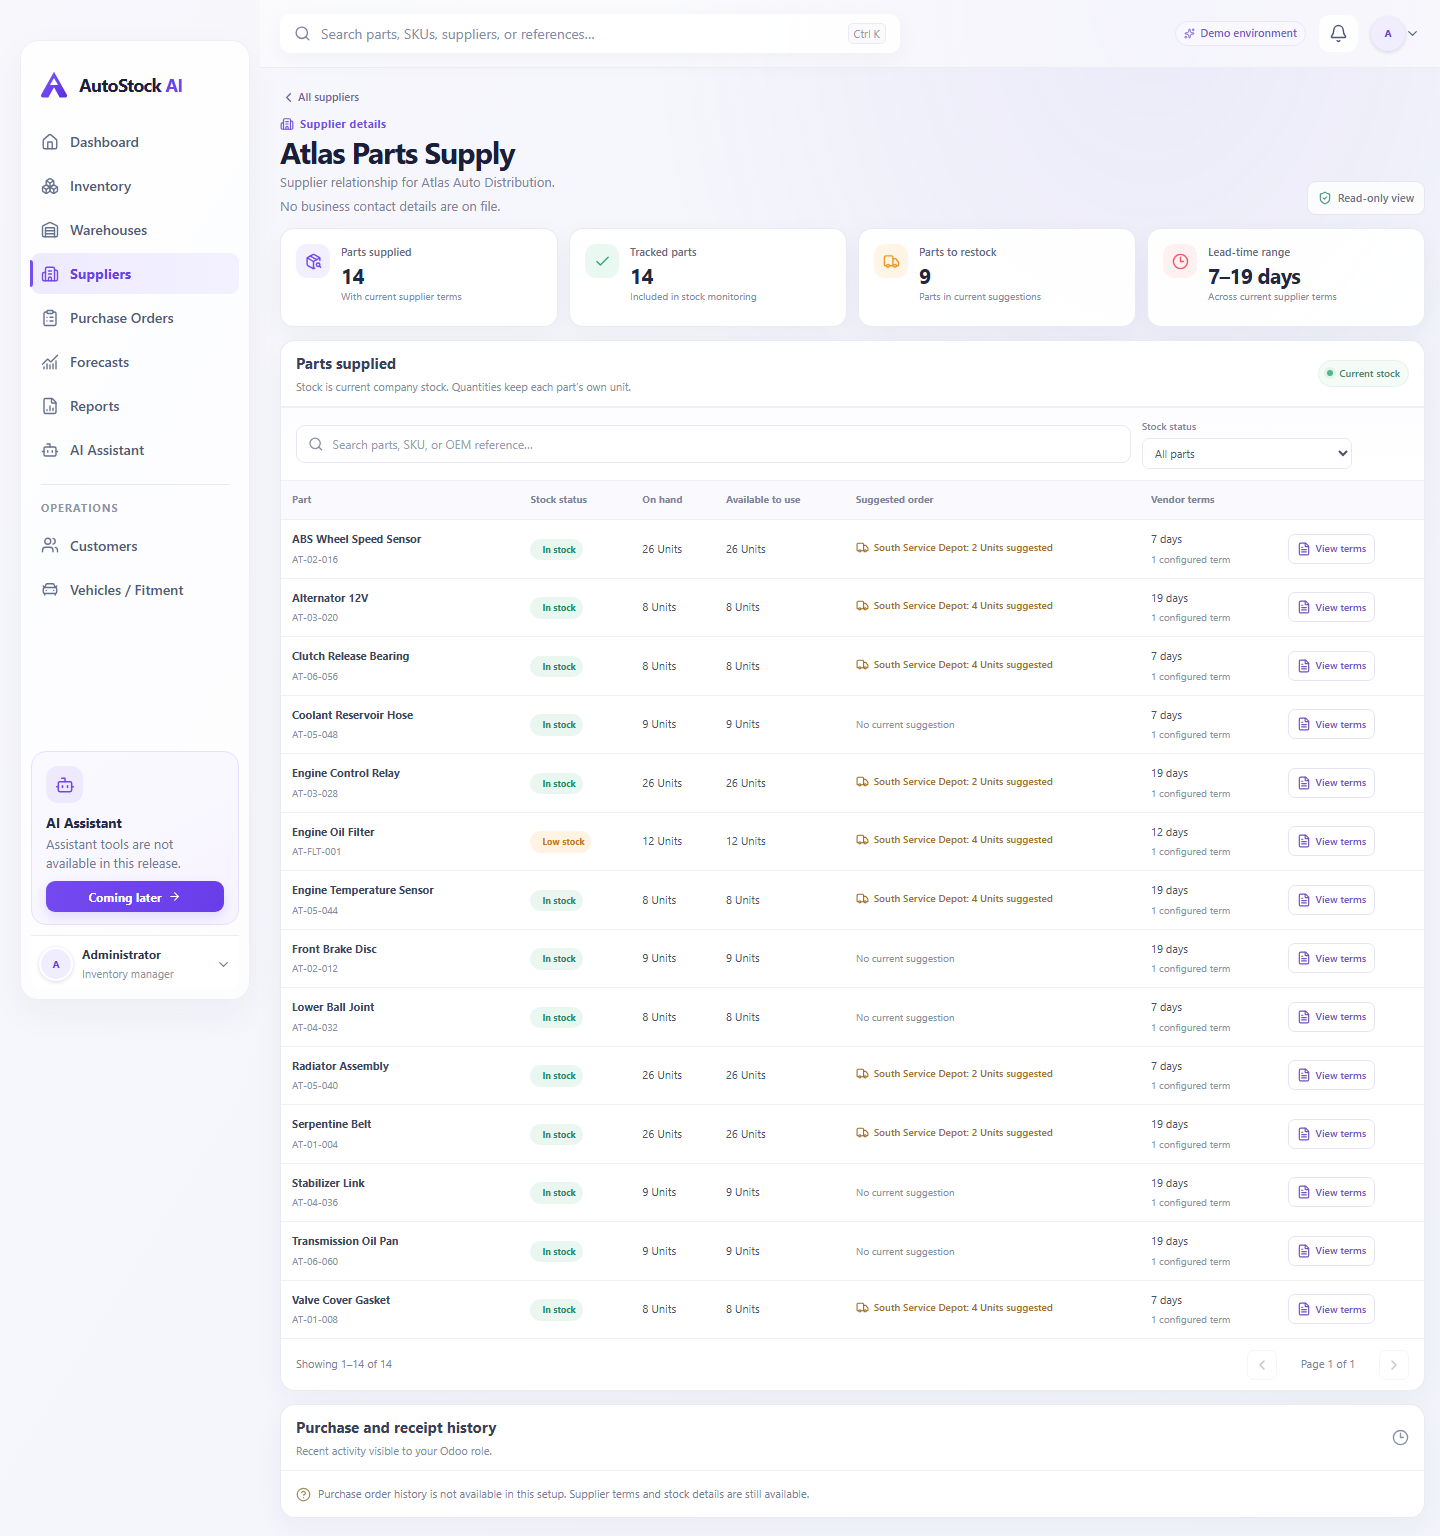 AutoStock AI
Dashboard
Inventory
Warehouses
Suppliers
Purchase Orders
Forecasts
Reports
AI Assistant
OPERATIONS
Customers
Vehicles / Fitment
AI Assistant
Assistant tools are not
available in this release.
Coming later
A
Administrator
Inventory manager
Search parts, SKUs, suppliers, or references...
Ctrl K
Demo environment
A
All suppliers
Supplier details
Atlas Parts Supply
Supplier relationship for Atlas Auto Distribution.
No business contact details are on file.
Read-only view
Parts supplied
14
With current supplier terms
Tracked parts
14
Included in stock monitoring
Parts to restock
9
Parts in current suggestions
Lead-time range
7–19 days
Across current supplier terms
Parts supplied
Stock is current company stock. Quantities keep each part's own unit.
Current stock
Search parts, SKU, or OEM reference...
Stock status
All parts
Part Stock status On hand Available to use Suggested order Vendor terms
ABS Wheel Speed Sensor
AT-02-016
In stock 26 Units 26 Units South Service Depot: 2 Units suggested
7 days
1 configured term
View terms
Alternator 12V
AT-03-020
In stock 8 Units 8 Units South Service Depot: 4 Units suggested
19 days
1 configured term
View terms
Clutch Release Bearing
AT-06-056
In stock 8 Units 8 Units South Service Depot: 4 Units suggested
7 days
1 configured term
View terms
Coolant Reservoir Hose
AT-05-048
In stock 9 Units 9 Units No current suggestion
7 days
1 configured term
View terms
Engine Control Relay
AT-03-028
In stock 26 Units 26 Units South Service Depot: 2 Units suggested
19 days
1 configured term
View terms
Engine Oil Filter
AT-FLT-001
Low stock 12 Units 12 Units South Service Depot: 4 Units suggested
12 days
1 configured term
View terms
Engine Temperature Sensor
AT-05-044
In stock 8 Units 8 Units South Service Depot: 4 Units suggested
19 days
1 configured term
View terms
Front Brake Disc
AT-02-012
In stock 9 Units 9 Units No current suggestion
19 days
1 configured term
View terms
Lower Ball Joint
AT-04-032
In stock 8 Units 8 Units No current suggestion
7 days
1 configured term
View terms
Radiator Assembly
AT-05-040
In stock 26 Units 26 Units South Service Depot: 2 Units suggested
7 days
1 configured term
View terms
Serpentine Belt
AT-01-004
In stock 26 Units 26 Units South Service Depot: 2 Units suggested
19 days
1 configured term
View terms
Stabilizer Link
AT-04-036
In stock 9 Units 9 Units No current suggestion
19 days
1 configured term
View terms
Transmission Oil Pan
AT-06-060
In stock 9 Units 9 Units No current suggestion
19 days
1 configured term
View terms
Valve Cover Gasket
AT-01-008
In stock 8 Units 8 Units South Service Depot: 4 Units suggested
7 days
1 configured term
View terms
Showing 1–14 of 14
Page 1 of 1
Purchase and receipt history
Recent activity visible to your Odoo role.
Purchase order history is not available in this setup. Supplier terms and stock details are still available.